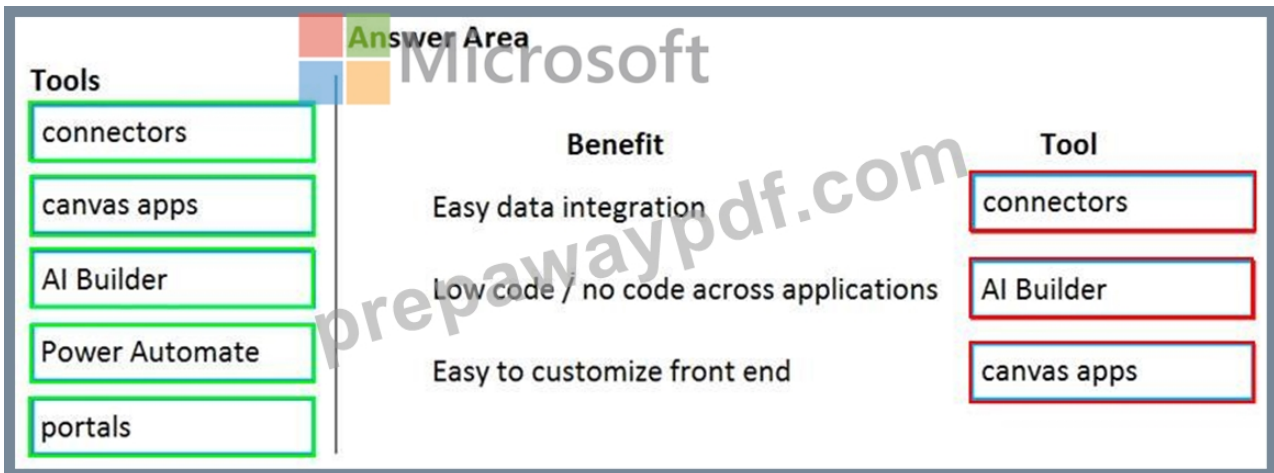 Answer Area
Microsoft
Tools
connectors
canvas apps
AI Builder
Power Automate
portals
Benefit
Tool
Easy data integration
connectors
Low code / no code across applications
AI Builder
Easy to customize front end
canvas apps
prepawaypdf.com